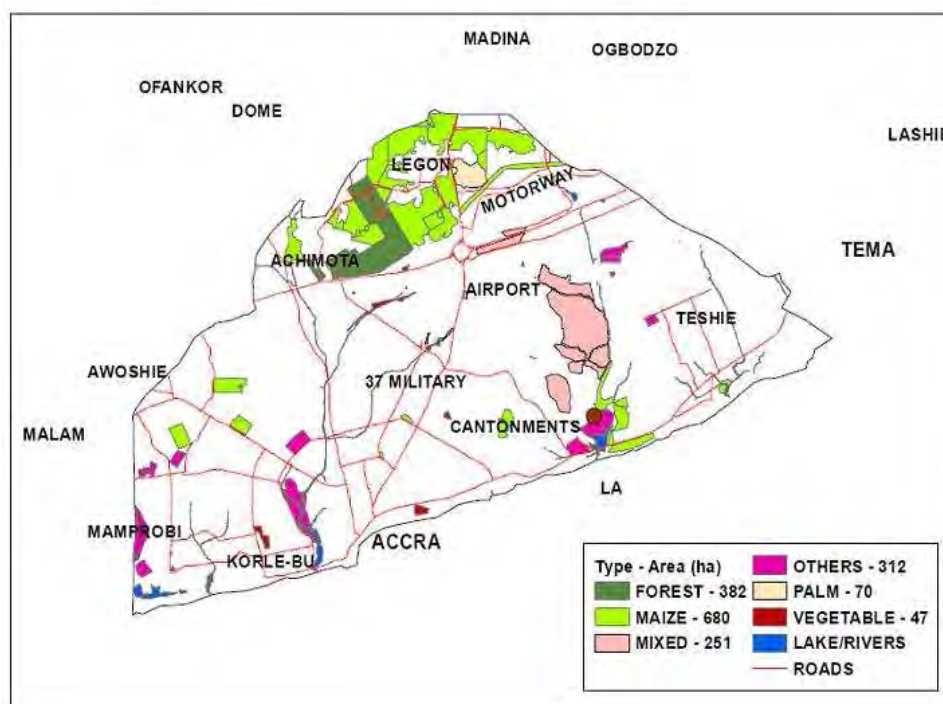 MADINA
OGBODZO
OFANKOR
DOME
LASHIE
LEGON
MOTORWAY
TEMA
ACHIMOTA
AIRPORT
TESHIE
AWOSHIE
37 MILITARY
CANTONMENTS
MALAM
LA
MAMPROBI
ACCRA
KORLE-BU
Type - Area (ha)
FOREST - 382
MAIZE - 680
MIXED - 251
OTHERS - 312
PALM - 70
VEGETABLE - 47
LAKE/RIVERS
ROADS